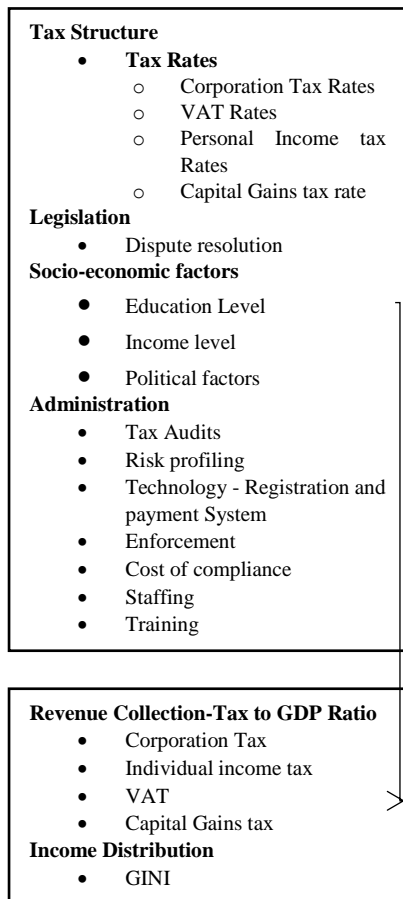 Tax Structure
• Tax Rates
o Corporation Tax Rates
o VAT Rates
o Personal Income tax
Rates
o Capital Gains tax rate
Legislation
• Dispute resolution
Socio-economic factors
• Education Level
• Income level
• Political factors
Administration
• Tax Audits
• Risk profiling
• Technology - Registration and
payment System
• Enforcement
• Cost of compliance
• Staffing
• Training
Revenue Collection-Tax to GDP Ratio
• Corporation Tax
• Individual income tax
• VAT
• Capital Gains tax
Income Distribution
• GINI